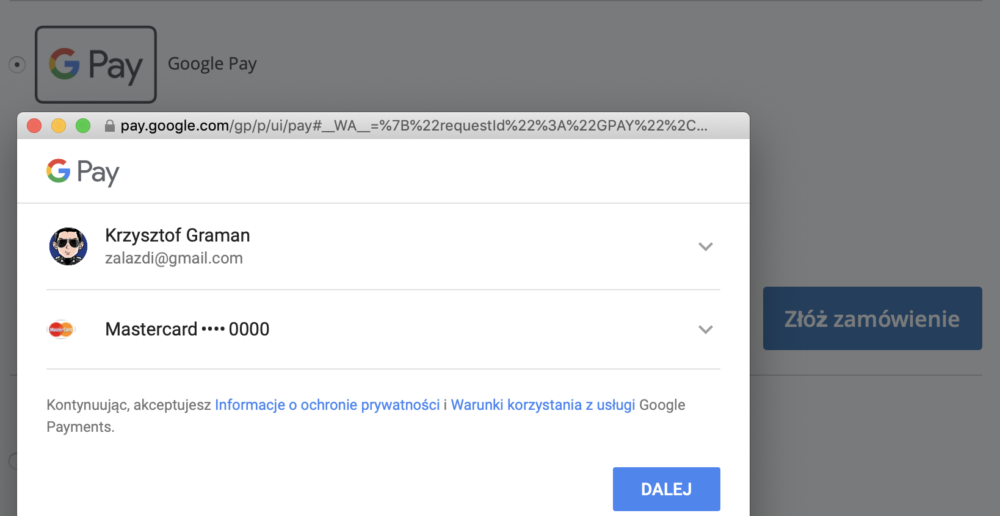 G Pay Google Pay
pay.google.com/gp/p/ui/pay#__WA__=%7B%22requestId%22%3A%22GPAY%22%2C...
G Pay
Krzysztof Graman
zalazdi@gmail.com
MasterCard Mastercard •••• 0000
Złóż zamówienie
Kontynuując, akceptujesz Informacje o ochronie prywatności i Warunki korzystania z usługi Google
Payments.
DALEJ